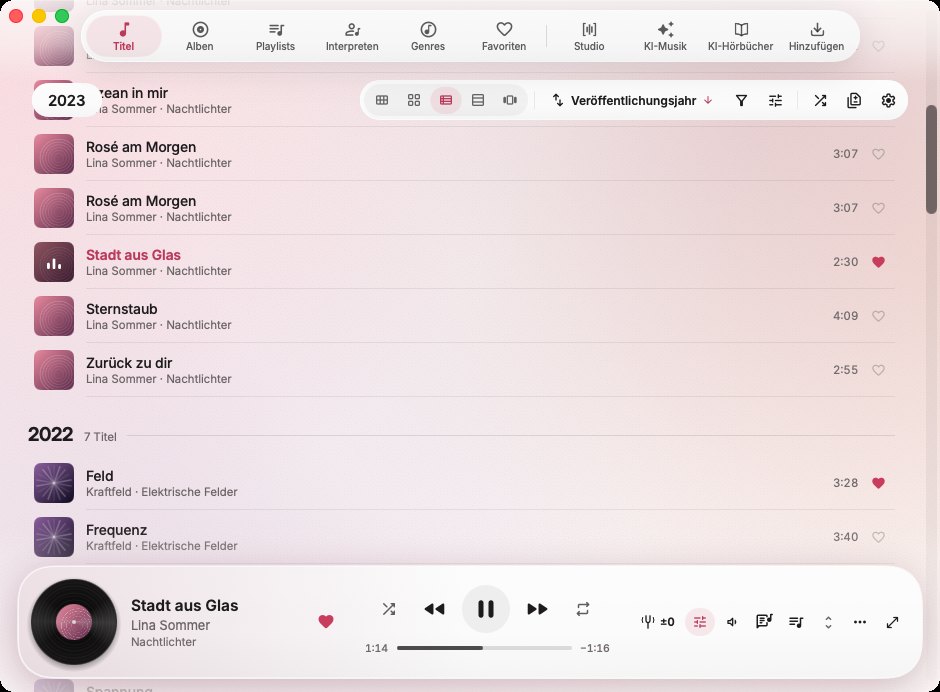 Titel
Alben
Playlists
Interpreten
Genres
Favoriten
Studio
KI-Musik
KI-Hörbücher
Hinzufügen
2023
zean in mir
Lina Sommer · Nachtlichter
Veröffentlichungsjahr
Rosé am Morgen
Lina Sommer · Nachtlichter
3:07
Rosé am Morgen
Lina Sommer · Nachtlichter
3:07
Stadt aus Glas
Lina Sommer · Nachtlichter
2:30
Sternstaub
Lina Sommer · Nachtlichter
4:09
Zurück zu dir
Lina Sommer · Nachtlichter
2:55
2022 7 Titel
Feld
Kraftfeld · Elektrische Felder
3:28
Frequenz
Kraftfeld · Elektrische Felder
3:40
Stadt aus Glas
Lina Sommer
Nachtlichter
1:14
−1:16
±0
Spannung